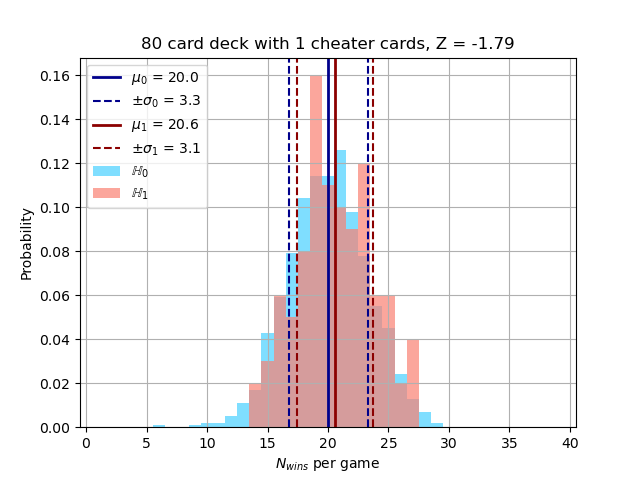 80 card deck with 1 cheater cards, Z = -1.79
μ₀ = 20.0
±σ₀ = 3.3
μ₁ = 20.6
±σ₁ = 3.1
ℍ₀
ℍ₁
0.16
0.14
0.12
0.10
0.08
0.06
0.04
0.02
0.00
Probability
0 5 10 15 20 25 30 35 40
N_wins per game